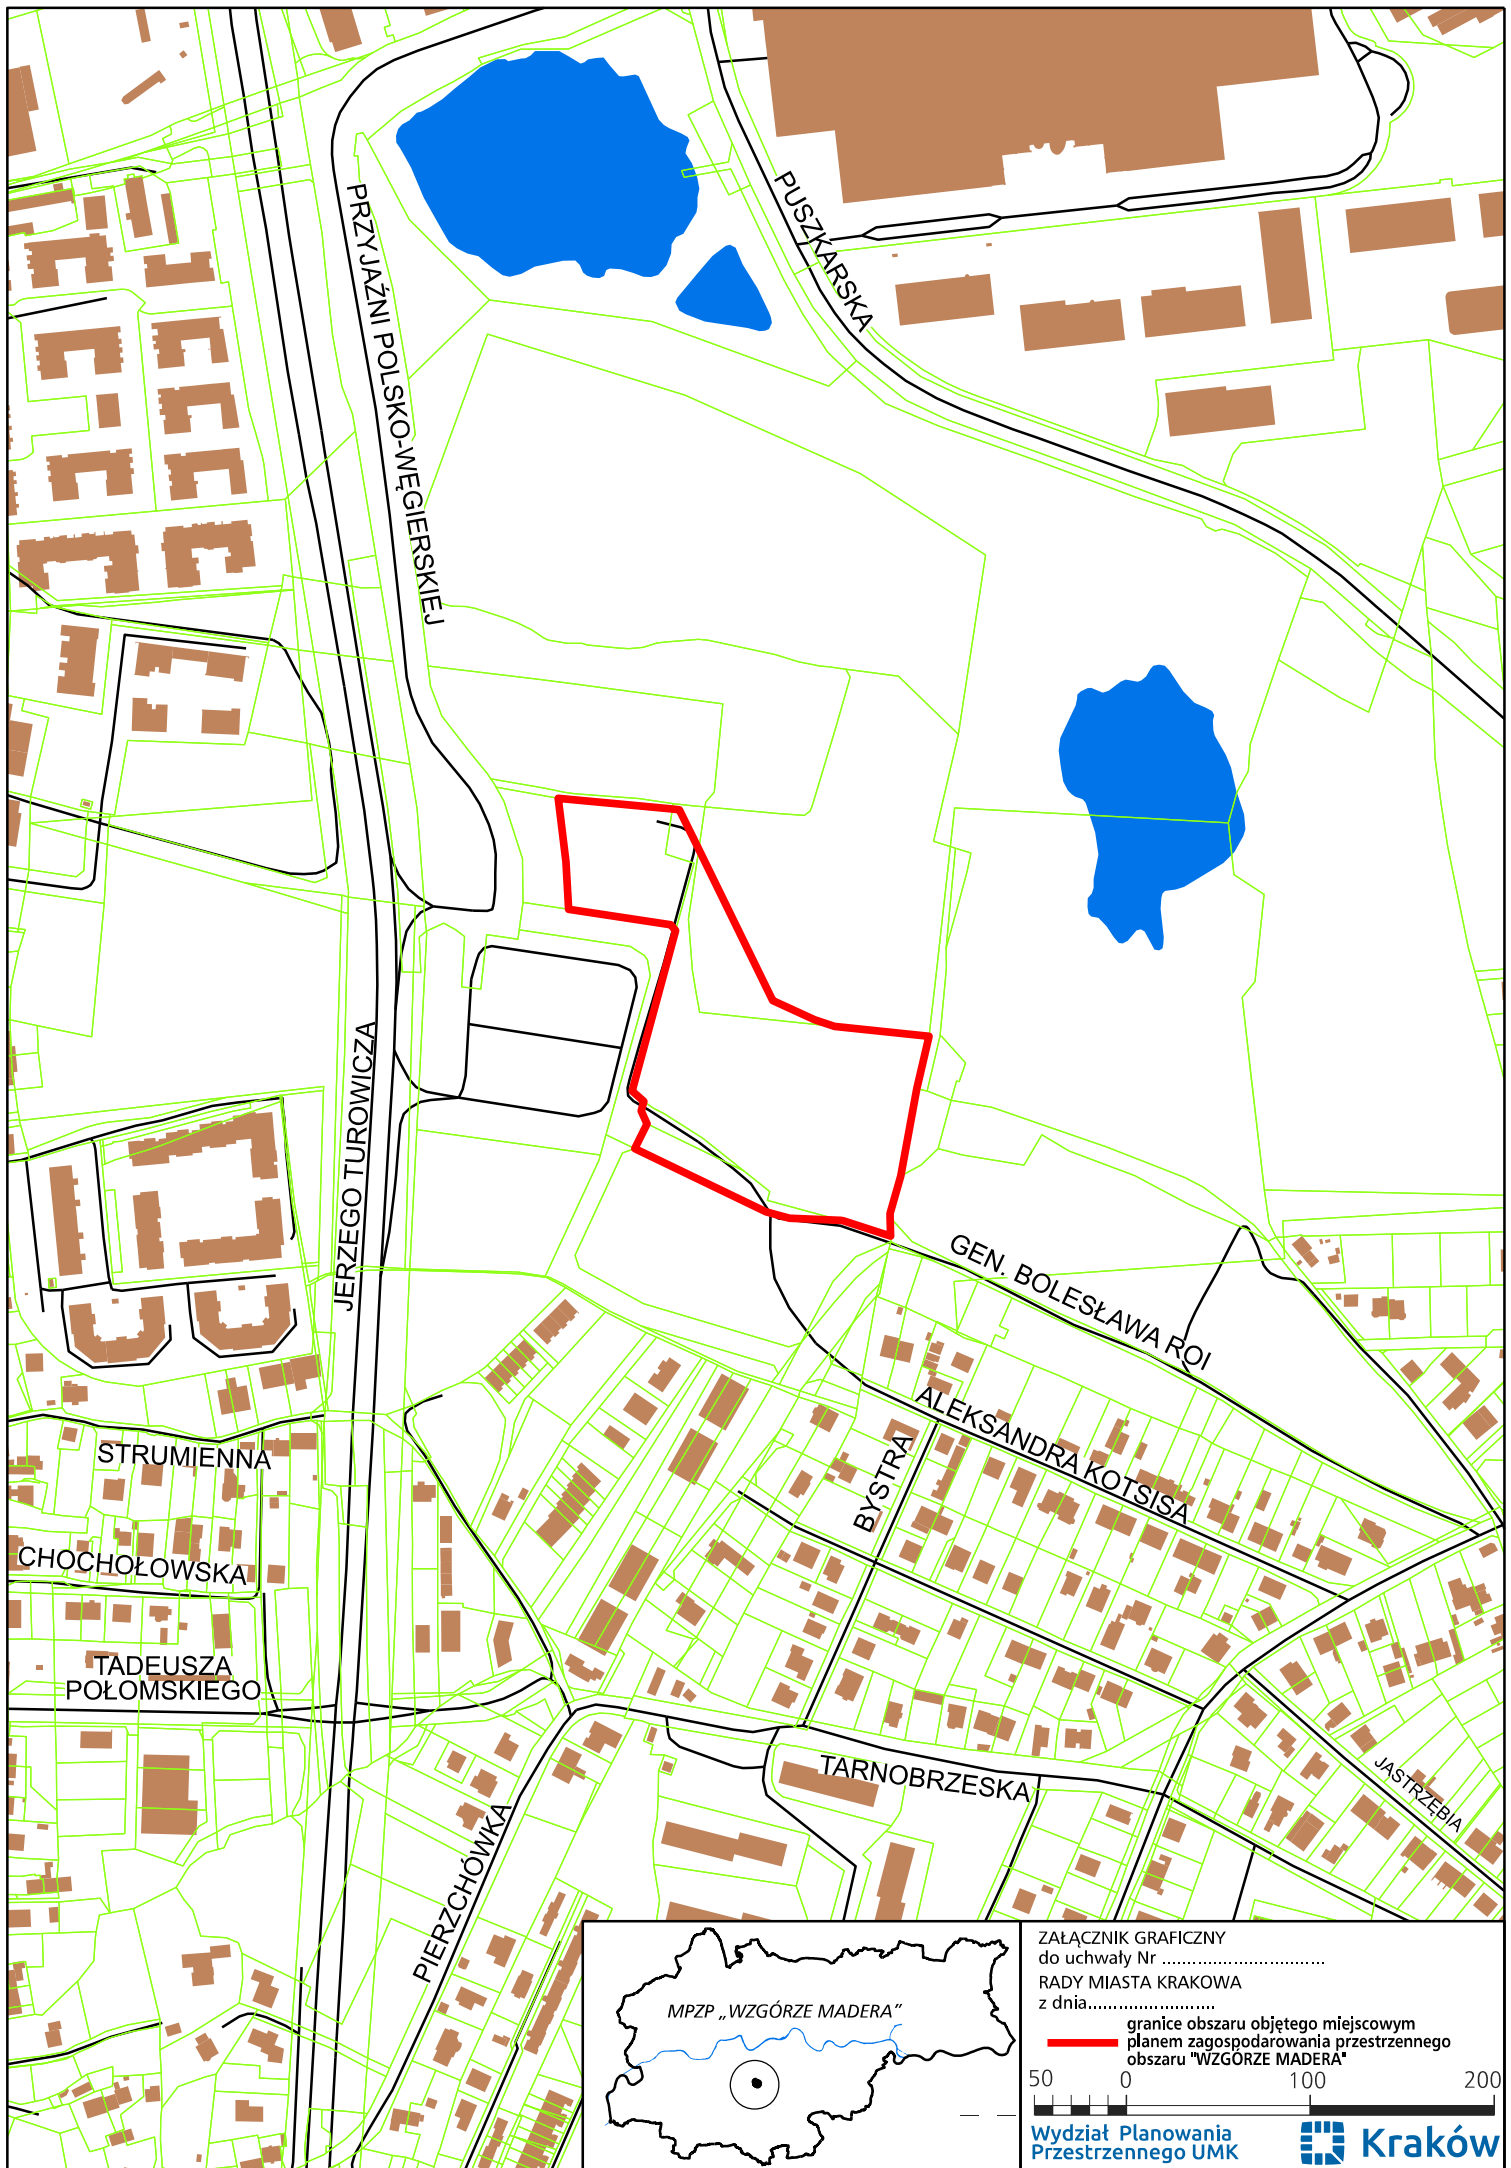 PRZYJAŹNI POLSKO-WĘGIERSKIEJ
PUSZKARSKA
JERZEGO TUROWICZA
GEN. BOLESŁAWA ROI
ALEKSANDRA KOTSISA
BYSTRA
STRUMIENNA
CHOCHOŁOWSKA
TADEUSZA
POŁOMSKIEGO
TARNOBRZESKA
JASTRZĘBIA
PIERZCHÓWKA
MPZP „WZGÓRZE MADERA”
ZAŁĄCZNIK GRAFICZNY
do uchwały Nr ..............................
RADY MIASTA KRAKOWA
z dnia.......................
granice obszaru objętego miejscowym
planem zagospodarowania przestrzennego
obszaru "WZGÓRZE MADERA"
50 0 100 200
Wydział Planowania
Przestrzennego UMK
Kraków